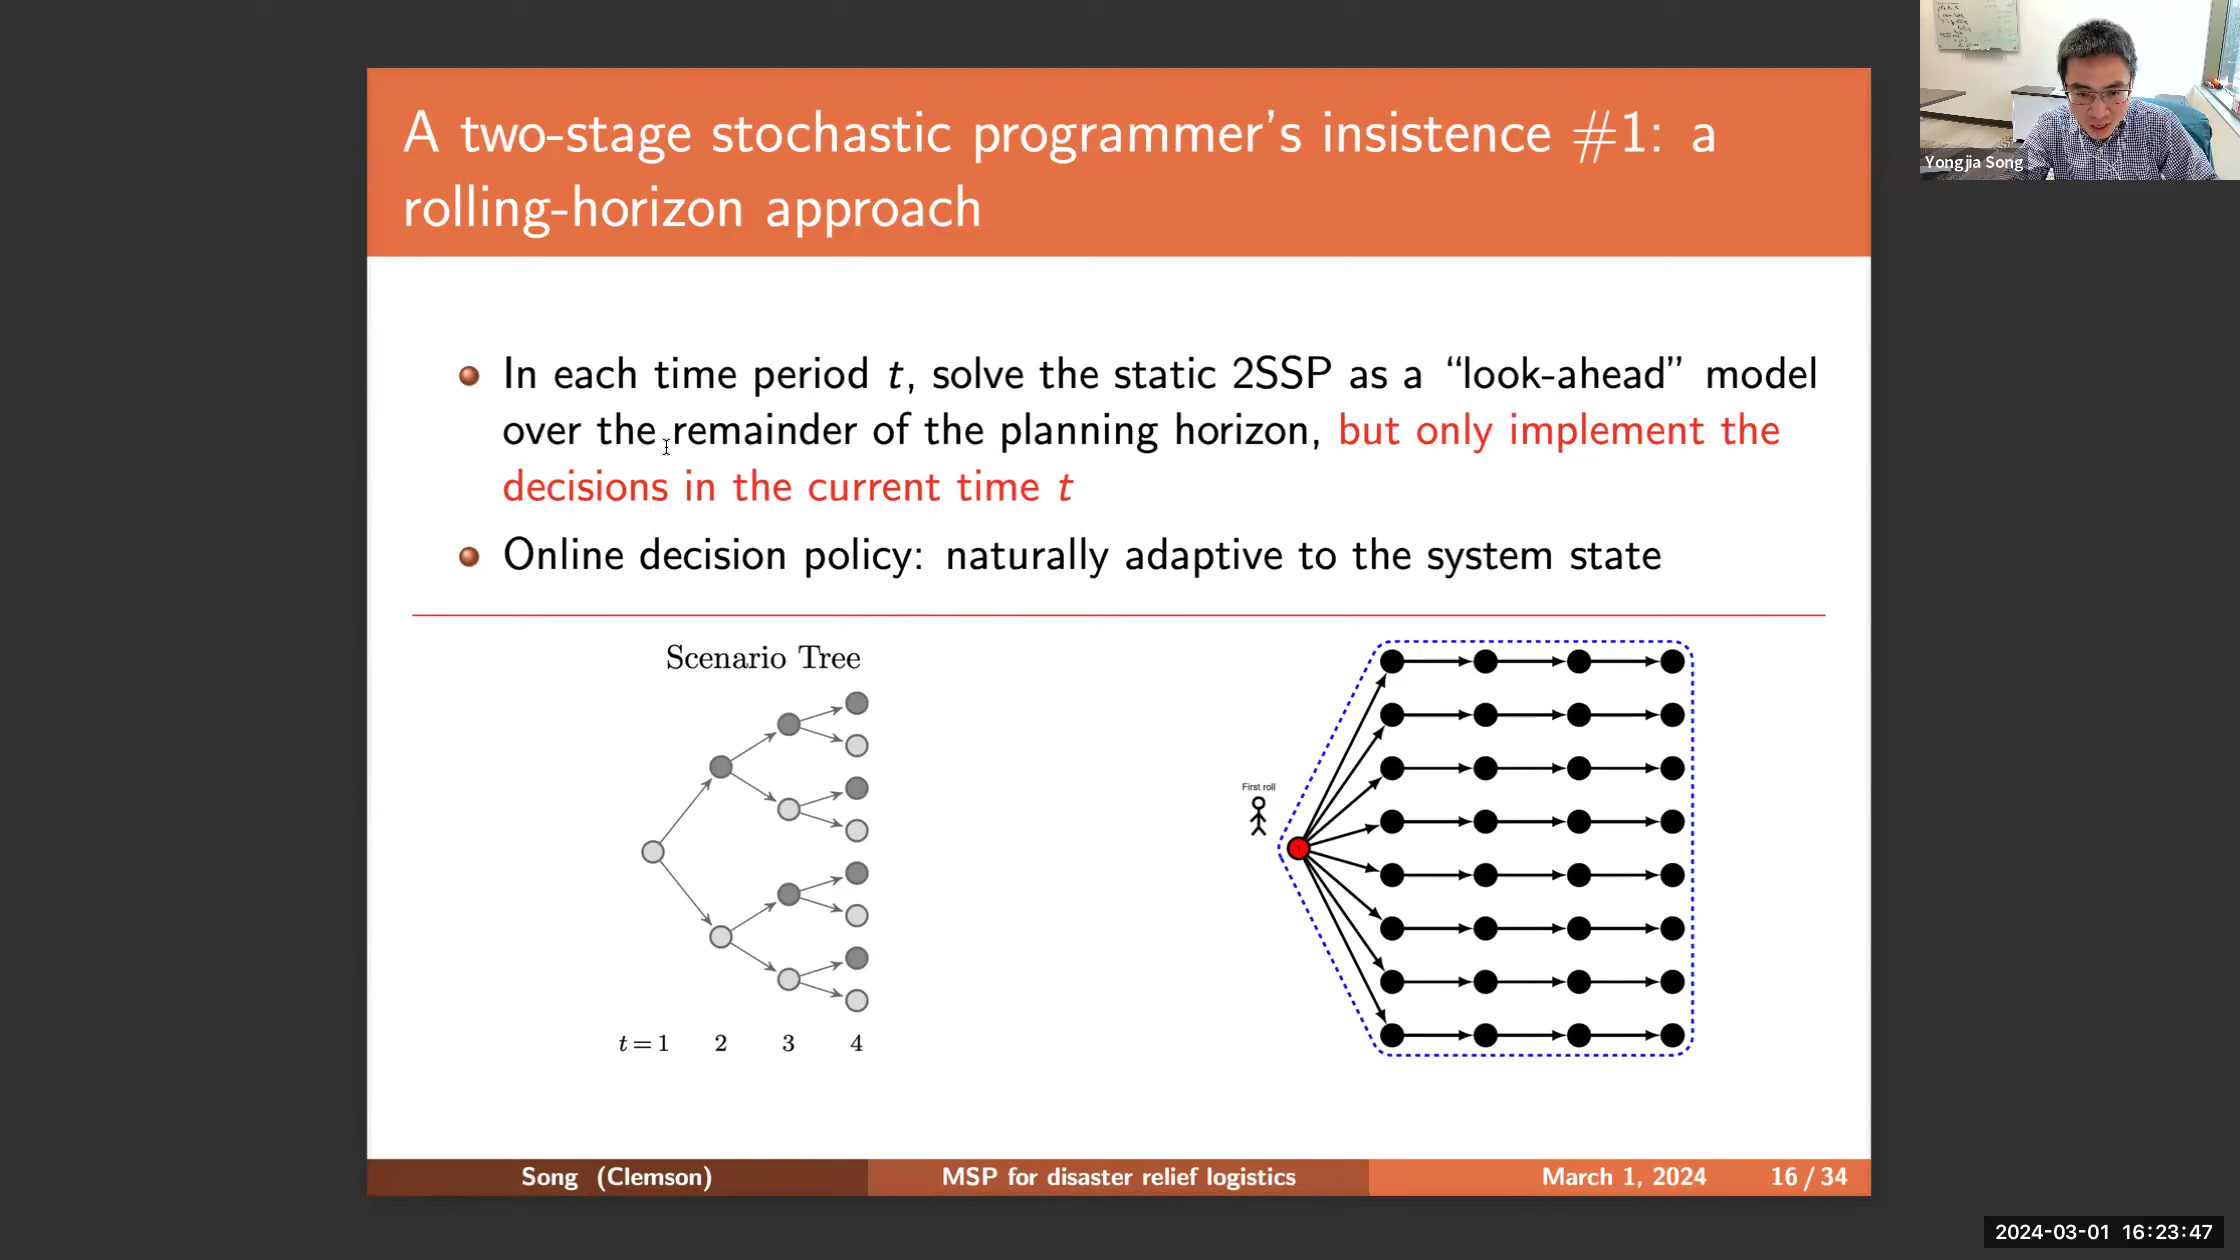 A two-stage stochastic programmer's insistence #1: a
rolling-horizon approach
Yongjia Song
In each time period t, solve the static 2SSP as a “look-ahead” model
over the remainder of the planning horizon, but only implement the
decisions in the current time t
Online decision policy: naturally adaptive to the system state
Scenario Tree
First roll
1
t = 1 2 3 4
Song (Clemson) MSP for disaster relief logistics March 1, 2024 16 / 34
2024-03-01 16:23:47